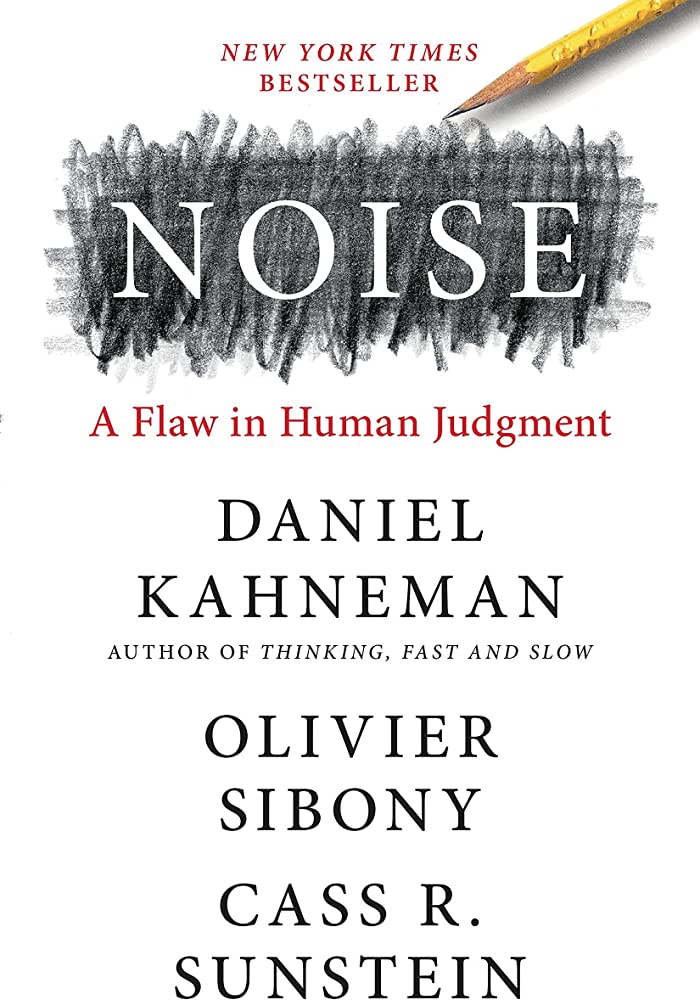 NEW YORK TIMES
BESTSELLER
NOISE
A Flaw in Human Judgment
DANIEL
KAHNEMAN
AUTHOR OF THINKING, FAST AND SLOW
OLIVIER
SIBONY
CASS R.
SUNSTEIN